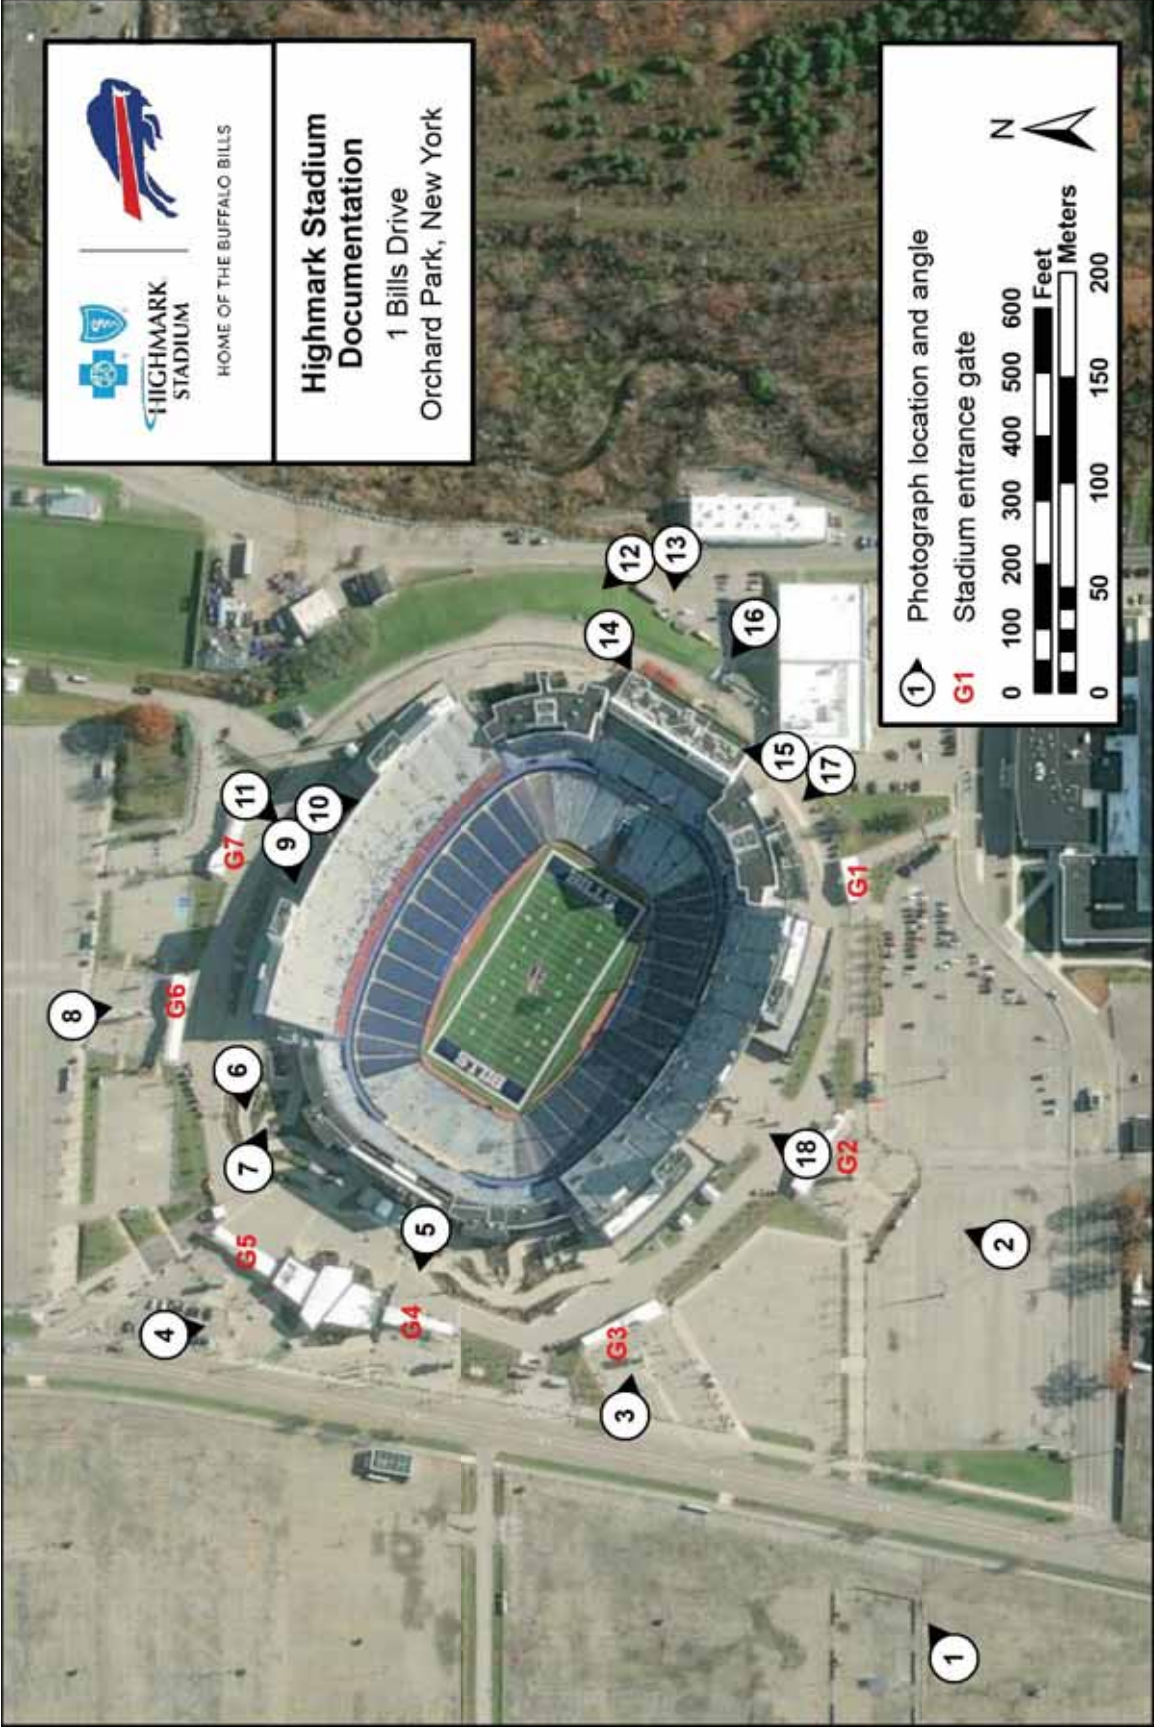 HIGHMARK
STADIUM
HOME OF THE BUFFALO BILLS
Highmark Stadium
Documentation
1 Bills Drive
Orchard Park, New York
1 Photograph location and angle
G1 Stadium entrance gate
N
0 100 200 300 400 500 600
Feet
Meters
0 50 100 150 200
1
2
3
4
5
6
7
8
9
10
11
12
13
14
15
16
17
18
G1
G2
G3
G4
G5
G6
G7
BILLS